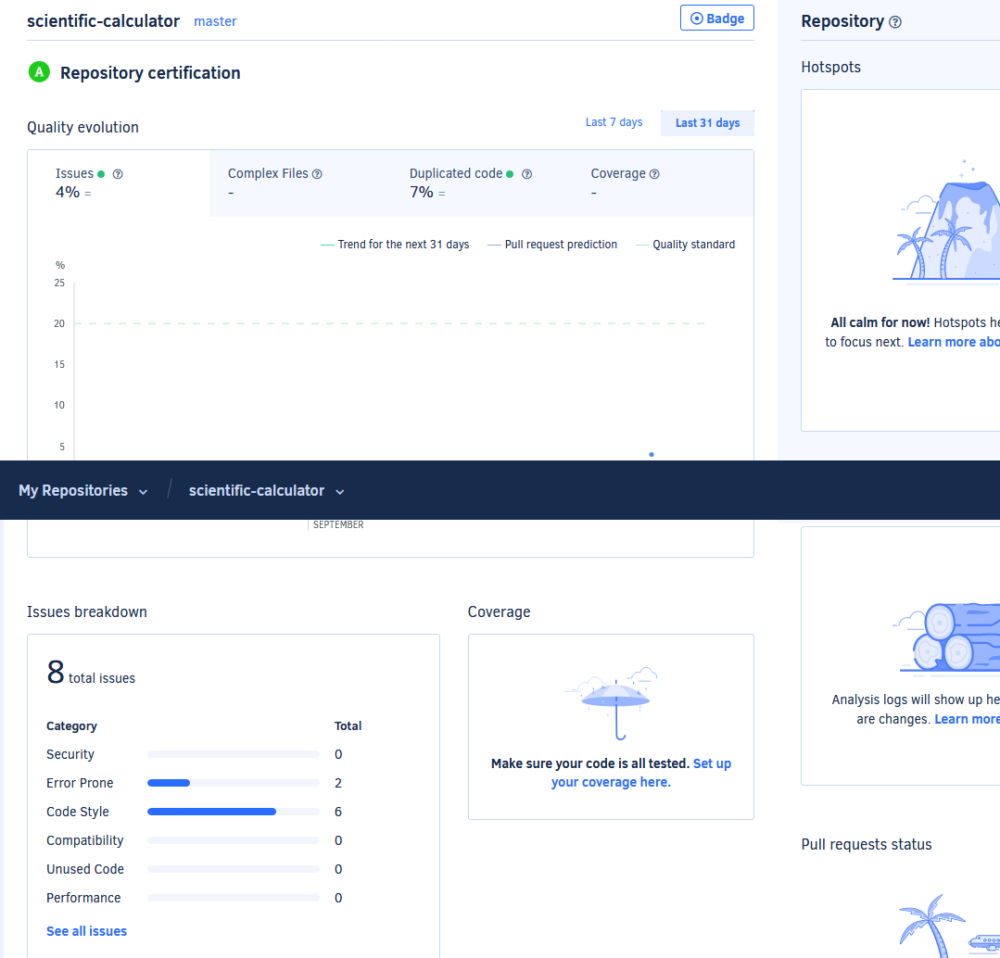 scientific-calculator master
Badge
A Repository certification
Quality evolution
Last 7 days
Last 31 days
Issues
4% =
Complex Files
-
Duplicated code
7% =
Coverage
-
Trend for the next 31 days
Pull request prediction
Quality standard
%
25
20
15
10
5
Repository
Hotspots
All calm for now! Hotspots he
to focus next. Learn more abo
My Repositories / scientific-calculator
SEPTEMBER
Issues breakdown
8 total issues
Category Total
Security 0
Error Prone 2
Code Style 6
Compatibility 0
Unused Code 0
Performance 0
See all issues
Coverage
Make sure your code is all tested. Set up
your coverage here.
Analysis logs will show up he
are changes. Learn more
Pull requests status